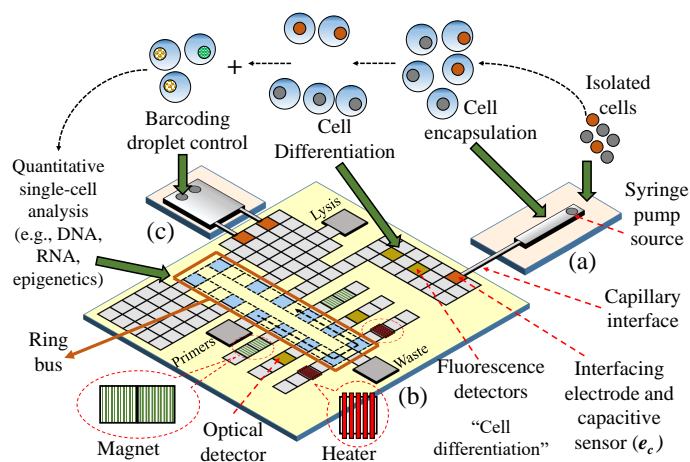 Isolated
cells
Cell
encapsulation
Cell
Differentiation
+
Barcoding
droplet control
Quantitative
single-cell
analysis
(e.g., DNA,
RNA,
epigenetics)
(c)
Lysis
Syringe
pump
source
(a)
Capillary
interface
Ring
bus
Primers
Waste
(b)
Fluorescence
detectors
"Cell
differentiation"
Interfacing
electrode and
capacitive
sensor (e_c)
Magnet
Optical
detector
Heater